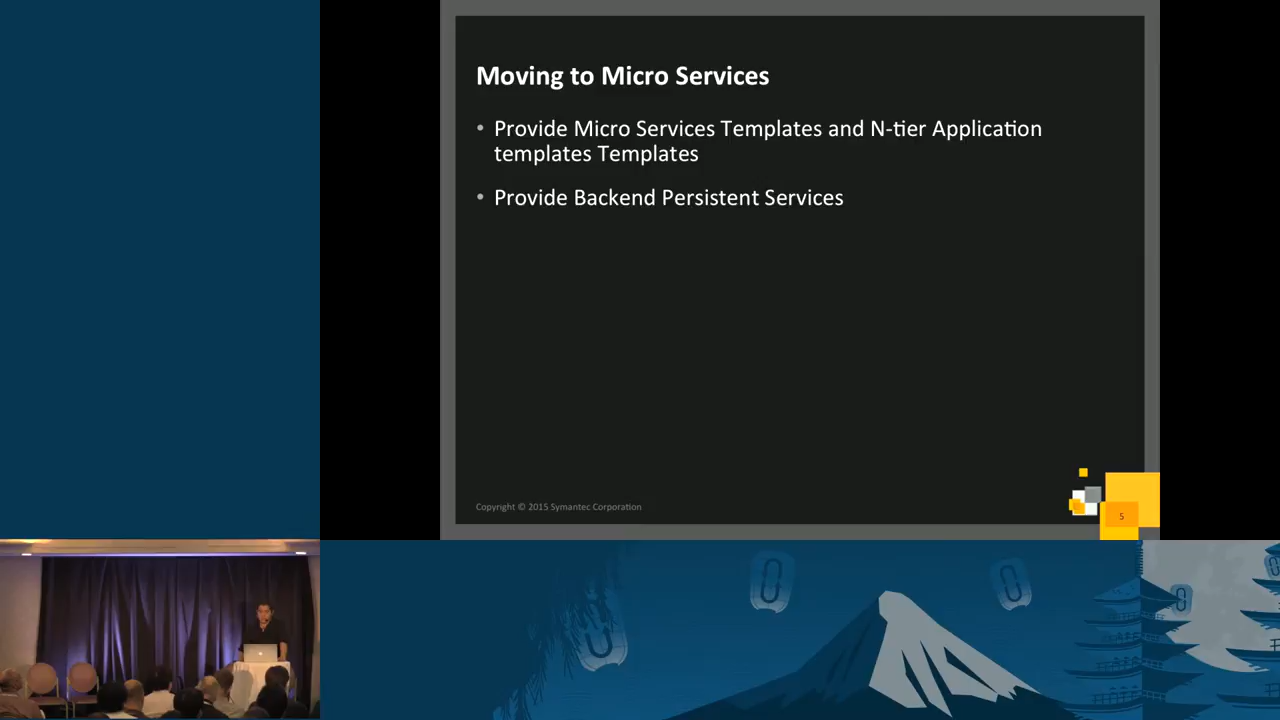 Moving to Micro Services
• Provide Micro Services Templates and N-tier Application
templates Templates
• Provide Backend Persistent Services
Copyright © 2015 Symantec Corporation
5